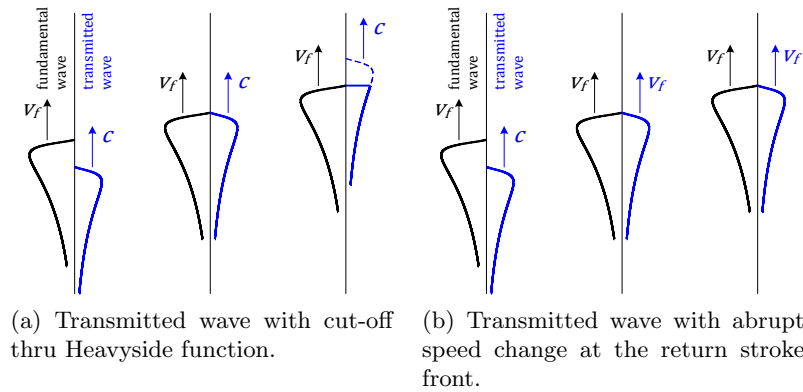 fundamental
wave
transmitted
wave
v_f
c
v_f
c
v_f
c
(a) Transmitted wave with cut-off
thru Heavyside function.
fundamental
wave
transmitted
wave
v_f
c
v_f
v_f
v_f
v_f
(b) Transmitted wave with abrupt
speed change at the return stroke
front.